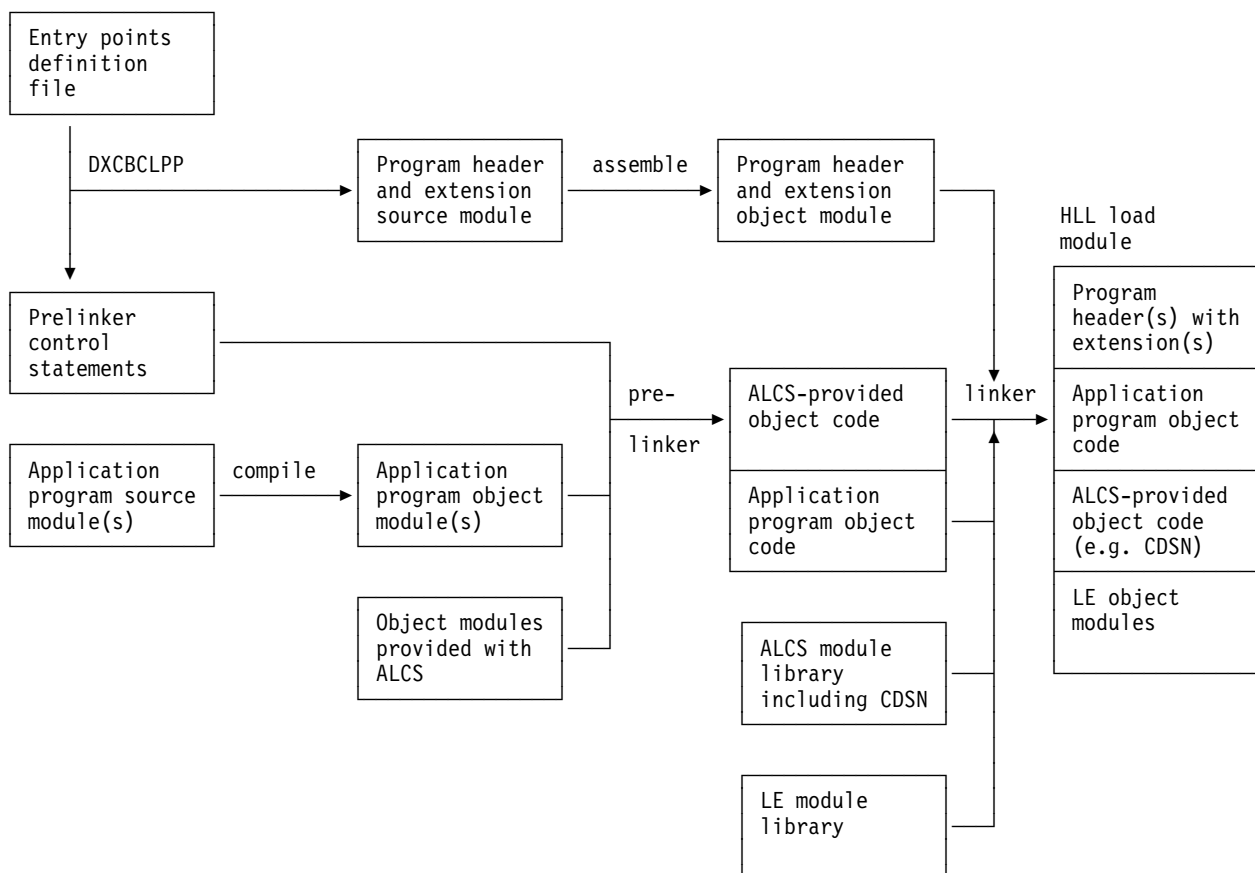 Entry points
definition
file
DXCBCLPP
Program header
and extension
source module
assemble
Program header
and extension
object module
HLL load
module
Prelinker
control
statements
Program
header(s) with
extension(s)
pre-
linker
ALCS-provided
object code
linker
Application
program object
code
Application
program source
module(s)
compile
Application
program object
module(s)
Application
program object
code
ALCS-provided
object code
(e.g. CDSN)
Object modules
provided with
ALCS
LE object
modules
ALCS module
library
including CDSN
LE module
library